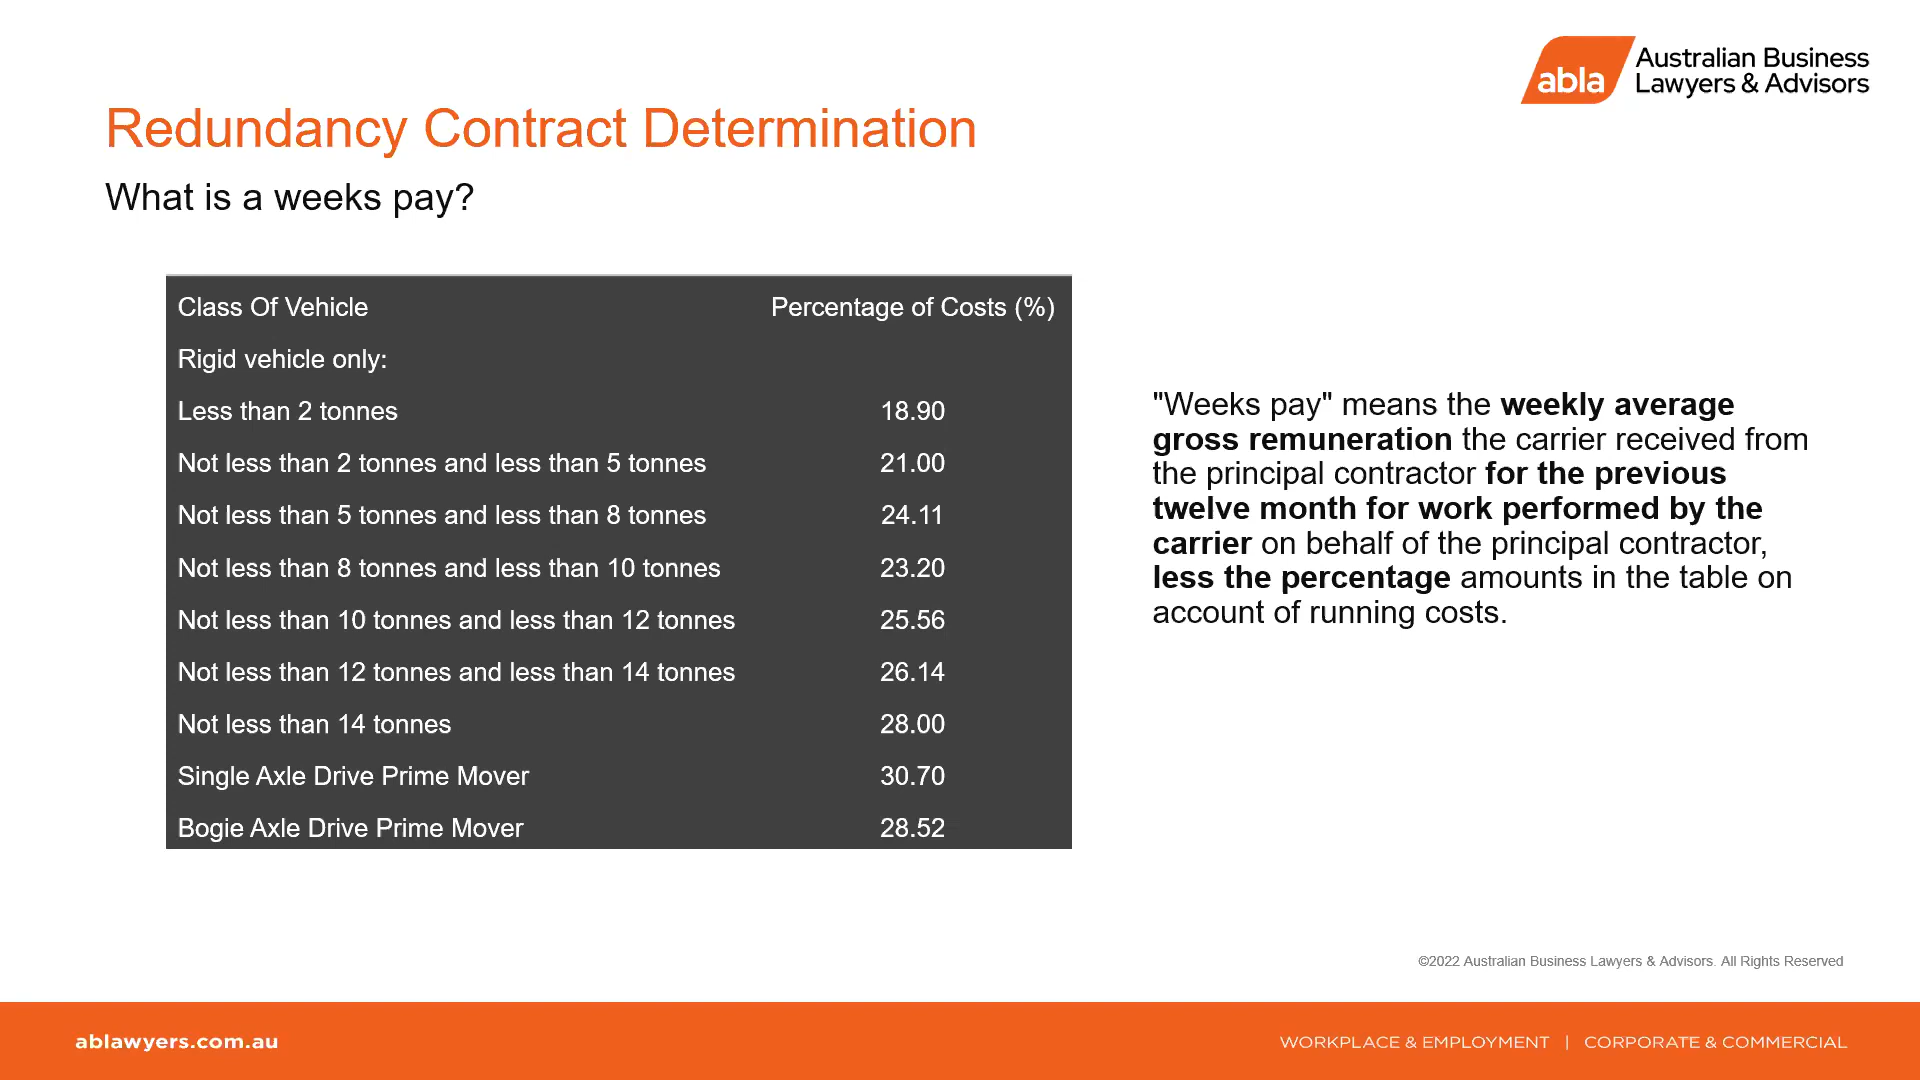 abla
Australian Business
Lawyers & Advisors
Redundancy Contract Determination
What is a weeks pay?
Class Of Vehicle Percentage of Costs (%)
Rigid vehicle only:
Less than 2 tonnes 18.90
Not less than 2 tonnes and less than 5 tonnes 21.00
Not less than 5 tonnes and less than 8 tonnes 24.11
Not less than 8 tonnes and less than 10 tonnes 23.20
Not less than 10 tonnes and less than 12 tonnes 25.56
Not less than 12 tonnes and less than 14 tonnes 26.14
Not less than 14 tonnes 28.00
Single Axle Drive Prime Mover 30.70
Bogie Axle Drive Prime Mover 28.52
"Weeks pay" means the weekly average
gross remuneration the carrier received from
the principal contractor for the previous
twelve month for work performed by the
carrier on behalf of the principal contractor,
less the percentage amounts in the table on
account of running costs.
©2022 Australian Business Lawyers & Advisors. All Rights Reserved
ablawyers.com.au
WORKPLACE & EMPLOYMENT | CORPORATE & COMMERCIAL